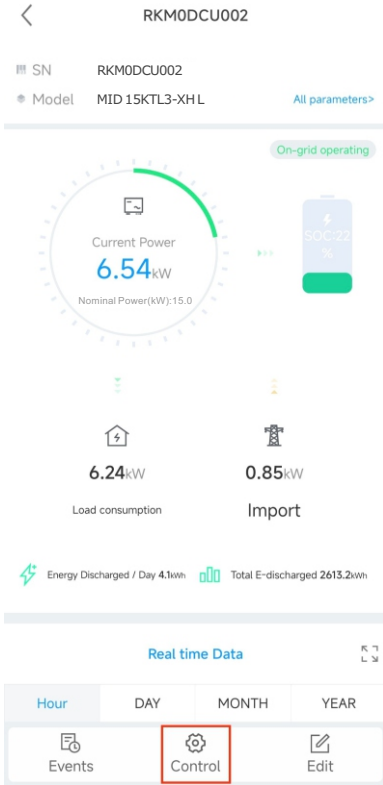 RKM0DCU002
SN RKM0DCU002
Model MID 15KTL3-XH L All parameters>
On-grid operating
Current Power
6.54kW
Nominal Power(kW):15.0
SOC:22
%
6.24kW 0.85kW
Load consumption Import
Energy Discharged / Day 4.1kWh Total E-discharged 2613.2kWh
Real time Data
Hour DAY MONTH YEAR
Events Control Edit